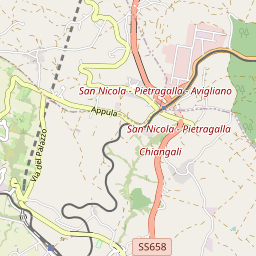 San Nicola - Pietragalla - Avigliano
Appula
San Nicola - Pietragalla
Chiangali
Via del Palazzo
SS658